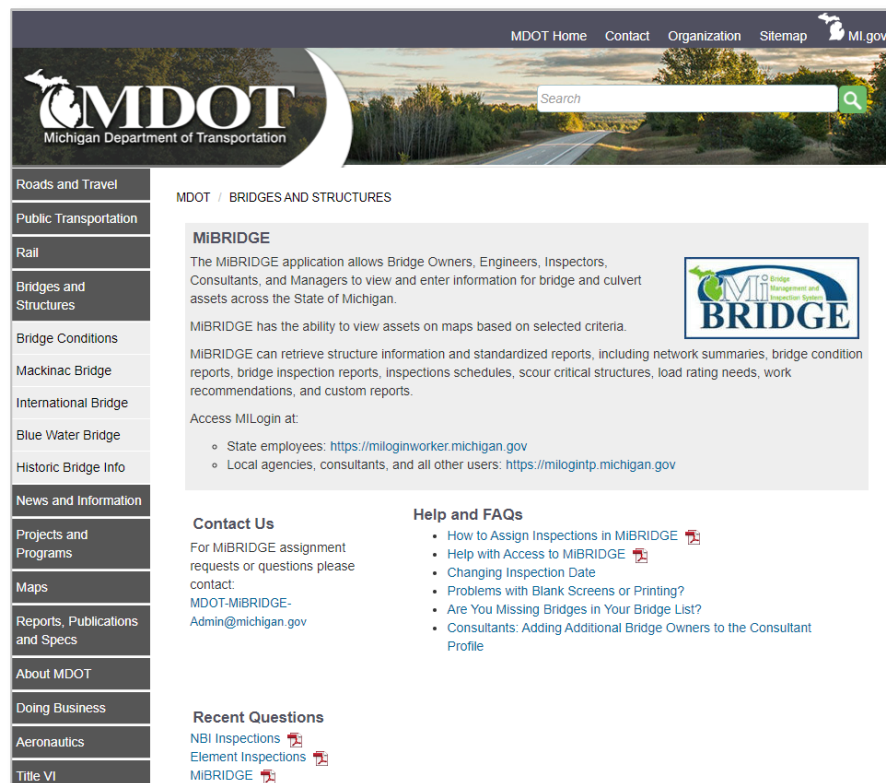 MDOT Home Contact Organization Sitemap MI.gov
MDOT
Michigan Department of Transportation
Search
Roads and Travel
Public Transportation
Rail
Bridges and
Structures
Bridge Conditions
Mackinac Bridge
International Bridge
Blue Water Bridge
Historic Bridge Info
News and Information
Projects and
Programs
Maps
Reports, Publications
and Specs
About MDOT
Doing Business
Aeronautics
Title VI
MDOT / BRIDGES AND STRUCTURES
MiBRIDGE
The MiBRIDGE application allows Bridge Owners, Engineers, Inspectors,
Consultants, and Managers to view and enter information for bridge and culvert
assets across the State of Michigan.
MiBRIDGE has the ability to view assets on maps based on selected criteria.
MiBRIDGE can retrieve structure information and standardized reports, including network summaries, bridge condition
reports, bridge inspection reports, inspections schedules, scour critical structures, load rating needs, work
recommendations, and custom reports.
Access MILogin at:
State employees: https://miloginworker.michigan.gov
Local agencies, consultants, and all other users: https://milogintp.michigan.gov
Mi Bridge
Management and
Inspection System
BRIDGE
Contact Us
For MiBRIDGE assignment
requests or questions please
contact:
MDOT-MiBRIDGE-
Admin@michigan.gov
Help and FAQs
• How to Assign Inspections in MiBRIDGE
• Help with Access to MiBRIDGE
• Changing Inspection Date
• Problems with Blank Screens or Printing?
• Are You Missing Bridges in Your Bridge List?
• Consultants: Adding Additional Bridge Owners to the Consultant
Profile
Recent Questions
NBI Inspections
Element Inspections
MiBRIDGE